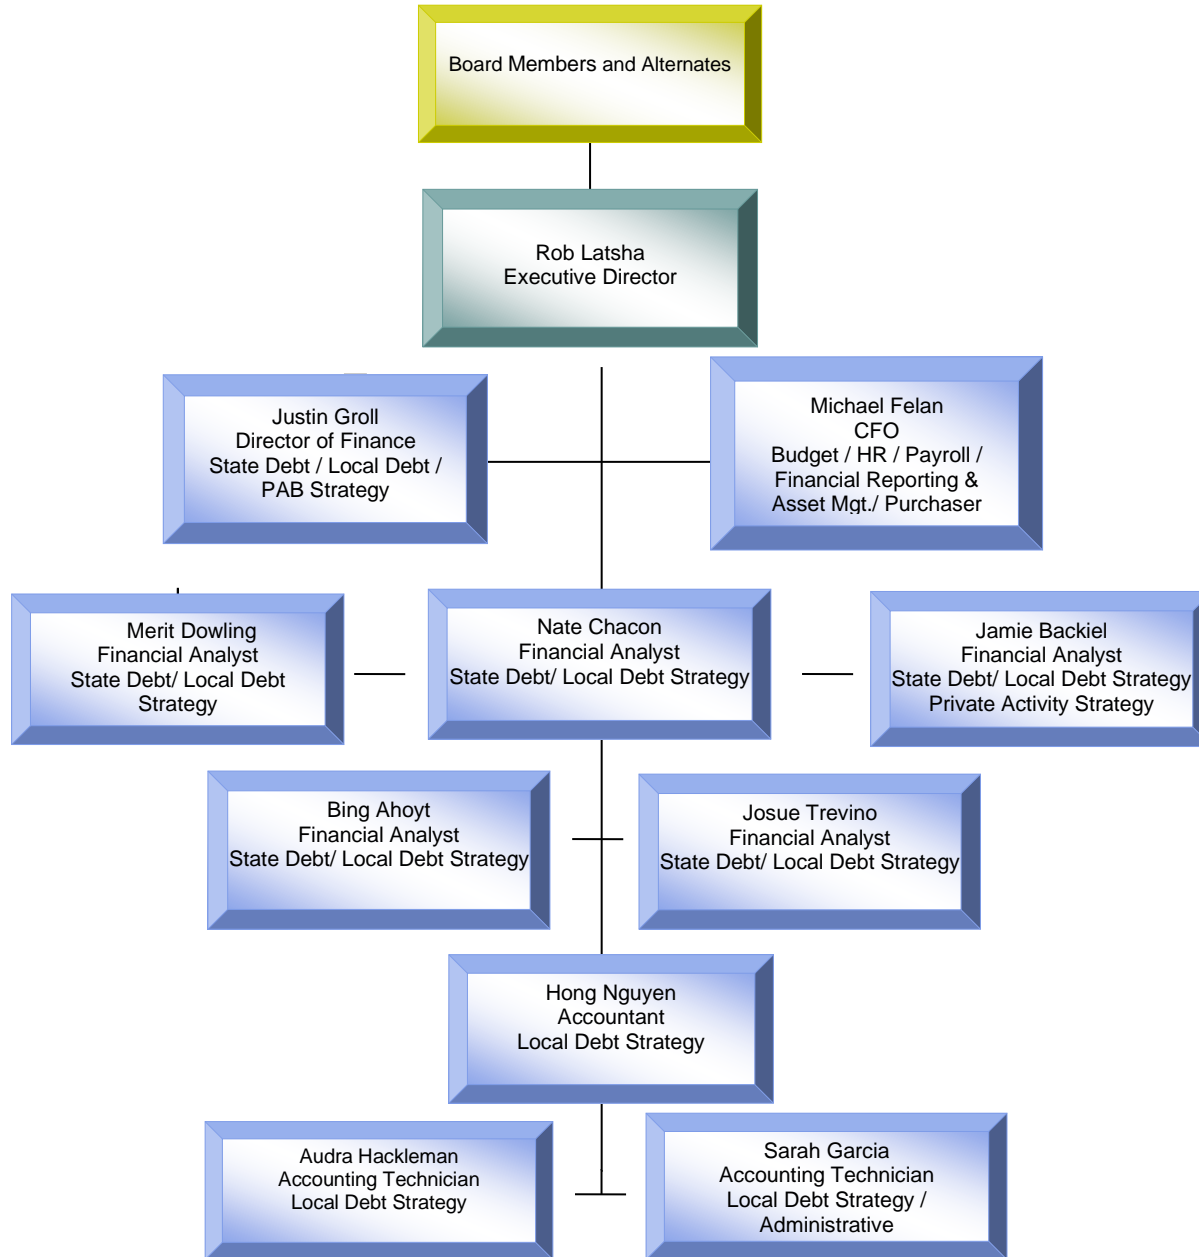 Board Members and Alternates
Rob Latsha
Executive Director
Justin Groll
Director of Finance
State Debt / Local Debt /
PAB Strategy
Michael Felan
CFO
Budget / HR / Payroll /
Financial Reporting &
Asset Mgt./ Purchaser
Merit Dowling
Financial Analyst
State Debt/ Local Debt
Strategy
Nate Chacon
Financial Analyst
State Debt/ Local Debt Strategy
Jamie Backiel
Financial Analyst
State Debt/ Local Debt Strategy
Private Activity Strategy
Bing Ahoyt
Financial Analyst
State Debt/ Local Debt Strategy
Josue Trevino
Financial Analyst
State Debt/ Local Debt Strategy
Hong Nguyen
Accountant
Local Debt Strategy
Audra Hackleman
Accounting Technician
Local Debt Strategy
Sarah Garcia
Accounting Technician
Local Debt Strategy /
Administrative